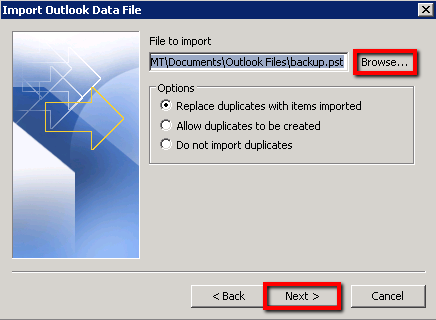 Import Outlook Data File
File to import
MT\Documents\Outlook Files\backup.pst Browse...
Options
Replace duplicates with items imported
Allow duplicates to be created
Do not import duplicates
< Back Next > Cancel